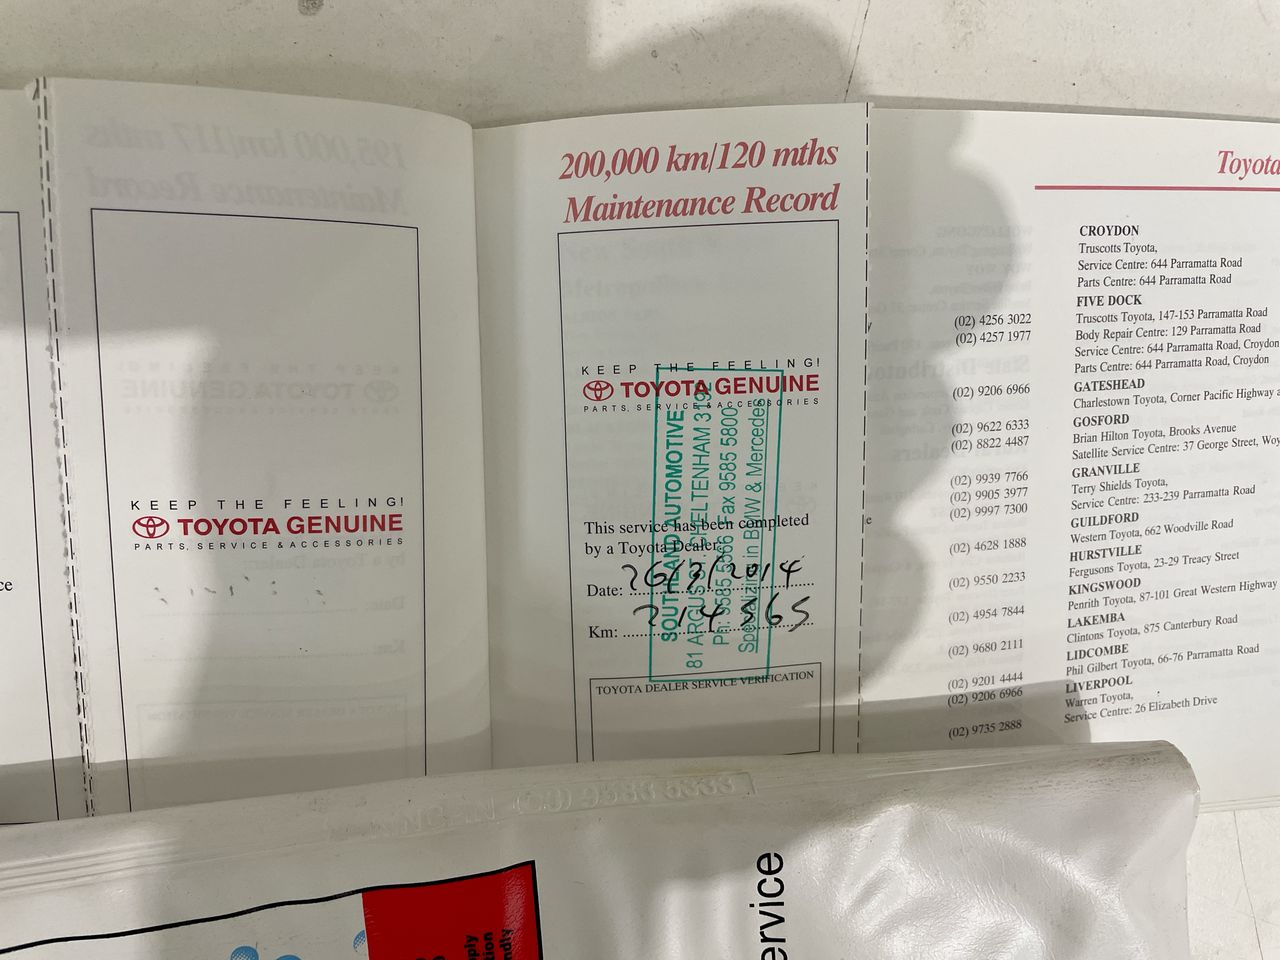 ce
KEEP THE FEELING!
TOYOTA GENUINE
PARTS, SERVICE & ACCESSORIES
200,000 km/120 mths
Maintenance Record
KEEP THE FEELING!
TOYOTA GENUINE
PARTS, SERVICE & ACCESSORIES
SOUTHLAND AUTOMOTIVE
81 ARGUS CHELTENHAM 3192
Ph: 9585 5366 Fax 9585 5800
Specializing in BMW & Mercedes
This service has been completed
by a Toyota Dealer.
Date: 26/3/2014
Km: 214 365
TOYOTA DEALER SERVICE VERIFICATION
y
e
(02) 4256 3022
(02) 4257 1977
(02) 9206 6966
(02) 9622 6333
(02) 8822 4487
(02) 9939 7766
(02) 9905 3977
(02) 9997 7300
(02) 4628 1888
(02) 9550 2233
(02) 4954 7844
(02) 9680 2111
(02) 9201 4444
(02) 9206 6966
(02) 9735 2888
Toyota
CROYDON
Truscotts Toyota,
Service Centre: 644 Parramatta Road
Parts Centre: 644 Parramatta Road
FIVE DOCK
Truscotts Toyota, 147-153 Parramatta Road
Body Repair Centre: 129 Parramatta Road
Service Centre: 644 Parramatta Road, Croydon
Parts Centre: 644 Parramatta Road, Croydon
GATESHEAD
Charlestown Toyota, Corner Pacific Highway a
GOSFORD
Brian Hilton Toyota, Brooks Avenue
Satellite Service Centre: 37 George Street, Woy
GRANVILLE
Terry Shields Toyota,
Service Centre: 233-239 Parramatta Road
GUILDFORD
Western Toyota, 662 Woodville Road
HURSTVILLE
Fergusons Toyota, 23-29 Treacy Street
KINGSWOOD
Penrith Toyota, 87-101 Great Western Highway
LAKEMBA
Clintons Toyota, 875 Canterbury Road
LIDCOMBE
Phil Gilbert Toyota, 66-76 Parramatta Road
LIVERPOOL
Warren Toyota,
Service Centre: 26 Elizabeth Drive
ervice
pply
tion
ndly